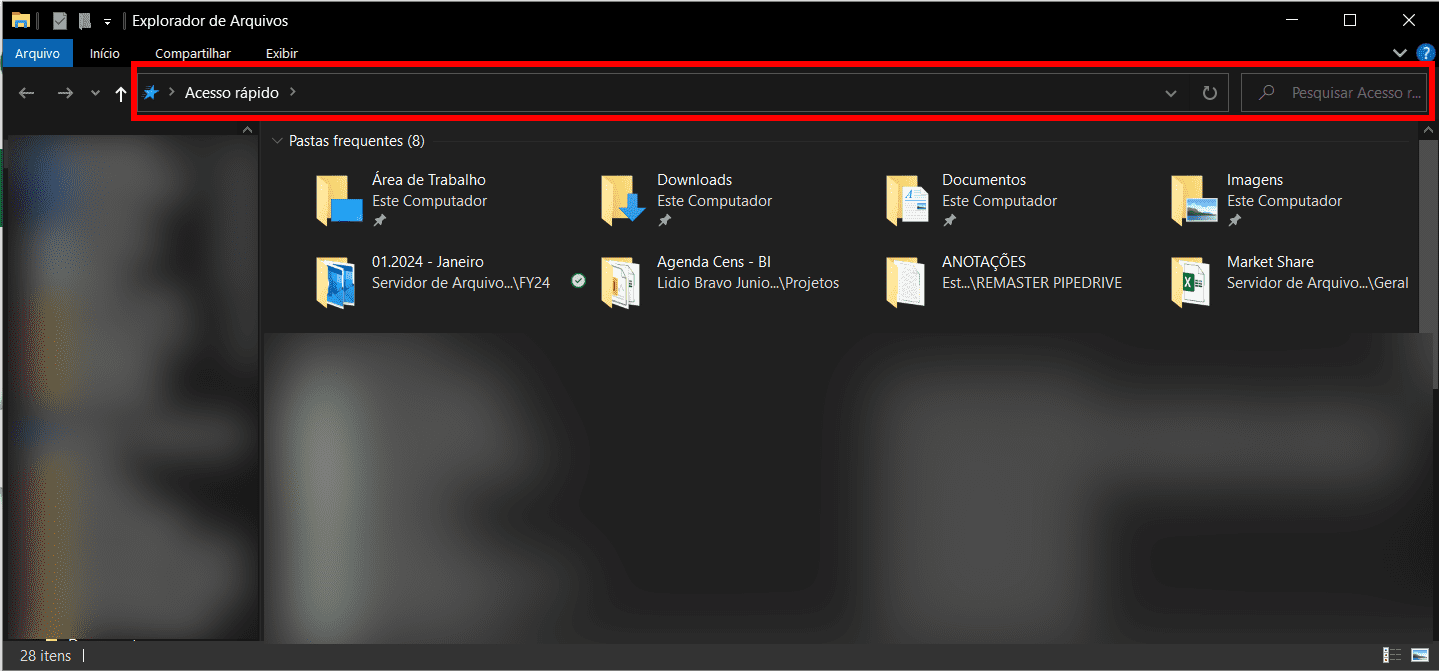 Explorador de Arquivos
Arquivo Início Compartilhar Exibir
?
Acesso rápido
Pesquisar Acesso r...
Pastas frequentes (8)
Área de Trabalho
Este Computador
Downloads
Este Computador
Documentos
Este Computador
Imagens
Este Computador
01.2024 - Janeiro
Servidor de Arquivo...\FY24
Agenda Cens - BI
Lidio Bravo Junio...\Projetos
ANOTAÇÕES
Est...\REMASTER PIPEDRIVE
Market Share
Servidor de Arquivo...\Geral
28 itens